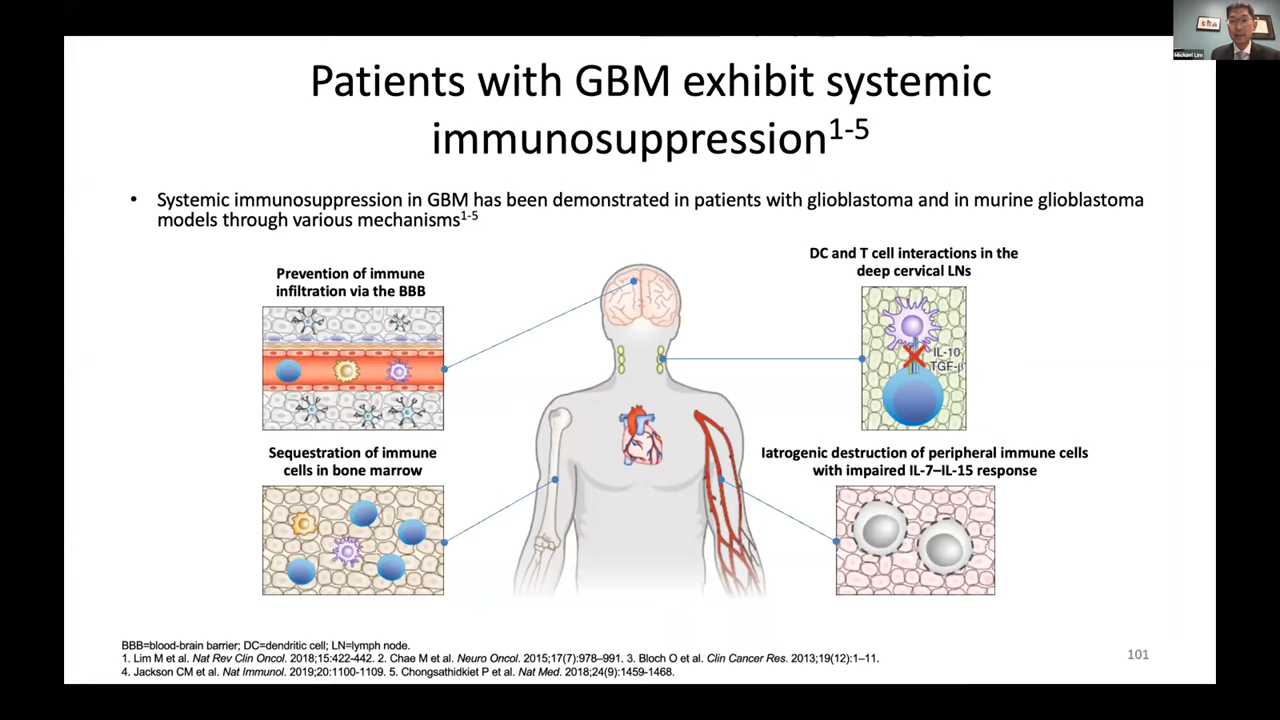 Michael Lim
Patients with GBM exhibit systemic
immunosuppression1-5
• Systemic immunosuppression in GBM has been demonstrated in patients with glioblastoma and in murine glioblastoma
models through various mechanisms1-5
Prevention of immune
infiltration via the BBB
DC and T cell interactions in the
deep cervical LNs
IL-10
TGF-β
Sequestration of immune
cells in bone marrow
Iatrogenic destruction of peripheral immune cells
with impaired IL-7–IL-15 response
BBB=blood-brain barrier; DC=dendritic cell; LN=lymph node.
1. Lim M et al. Nat Rev Clin Oncol. 2018;15:422-442. 2. Chae M et al. Neuro Oncol. 2015;17(7):978–991. 3. Bloch O et al. Clin Cancer Res. 2013;19(12):1–11.
4. Jackson CM et al. Nat Immunol. 2019;20:1100-1109. 5. Chongsathidkiet P et al. Nat Med. 2018;24(9):1459-1468.
101